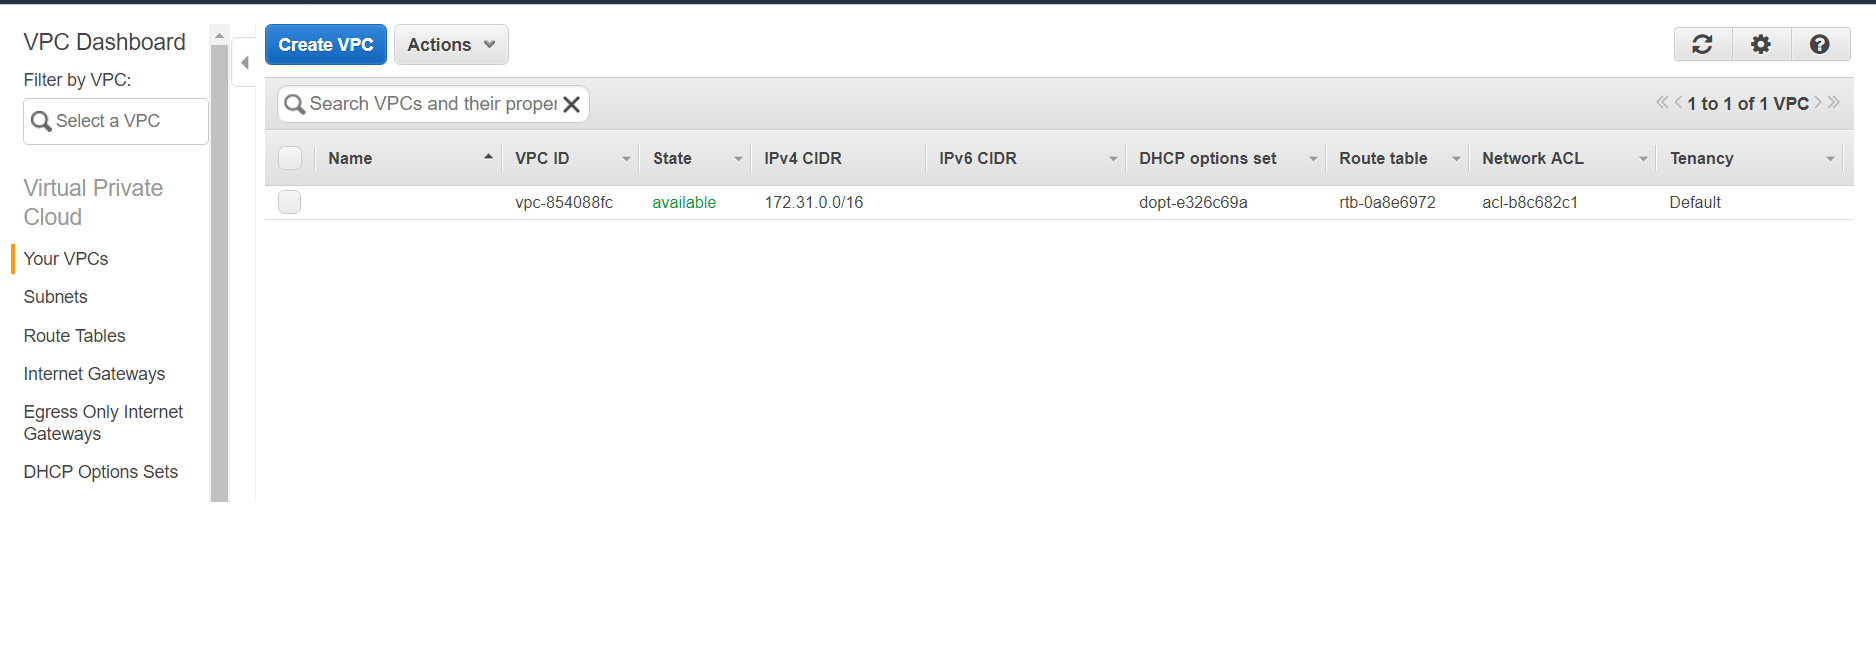 VPC Dashboard
Filter by VPC:
Select a VPC
Virtual Private
Cloud
Your VPCs
Subnets
Route Tables
Internet Gateways
Egress Only Internet
Gateways
DHCP Options Sets
Create VPC Actions
Search VPCs and their proper
1 to 1 of 1 VPC
Name VPC ID State IPv4 CIDR IPv6 CIDR DHCP options set Route table Network ACL Tenancy
vpc-854088fc available 172.31.0.0/16 dopt-e326c69a rtb-0a8e6972 acl-b8c682c1 Default